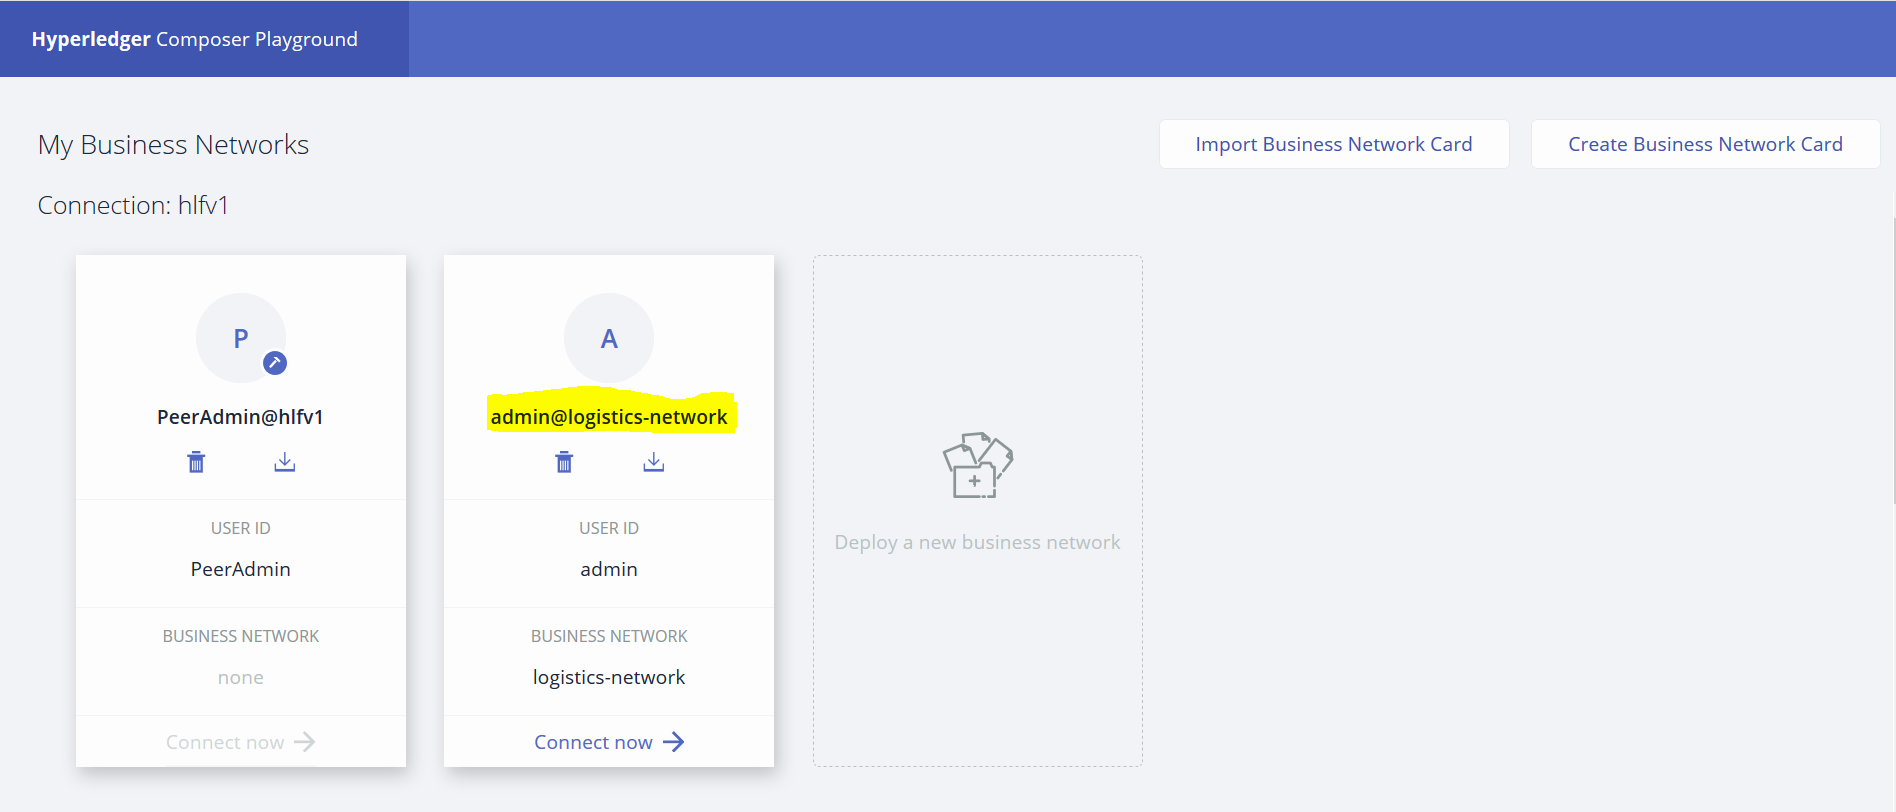 Hyperledger Composer Playground
My Business Networks
Import Business Network Card
Create Business Network Card
Connection: hlfv1
P
PeerAdmin@hlfv1
USER ID
PeerAdmin
BUSINESS NETWORK
none
Connect now
A
admin@logistics-network
USER ID
admin
BUSINESS NETWORK
logistics-network
Connect now
Deploy a new business network